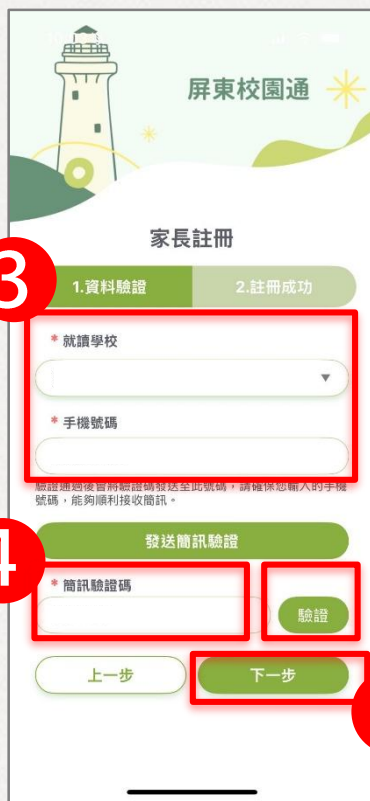 屏東校園通
家長註冊
3
1.資料驗證 2.註冊成功
* 就讀學校
▼
* 手機號碼
驗證通過後會將驗證碼發送至此號碼，請確保您輸入的手機
號碼，能夠順利接收簡訊。
發送簡訊驗證
4
* 簡訊驗證碼
驗證
上一步 下一步